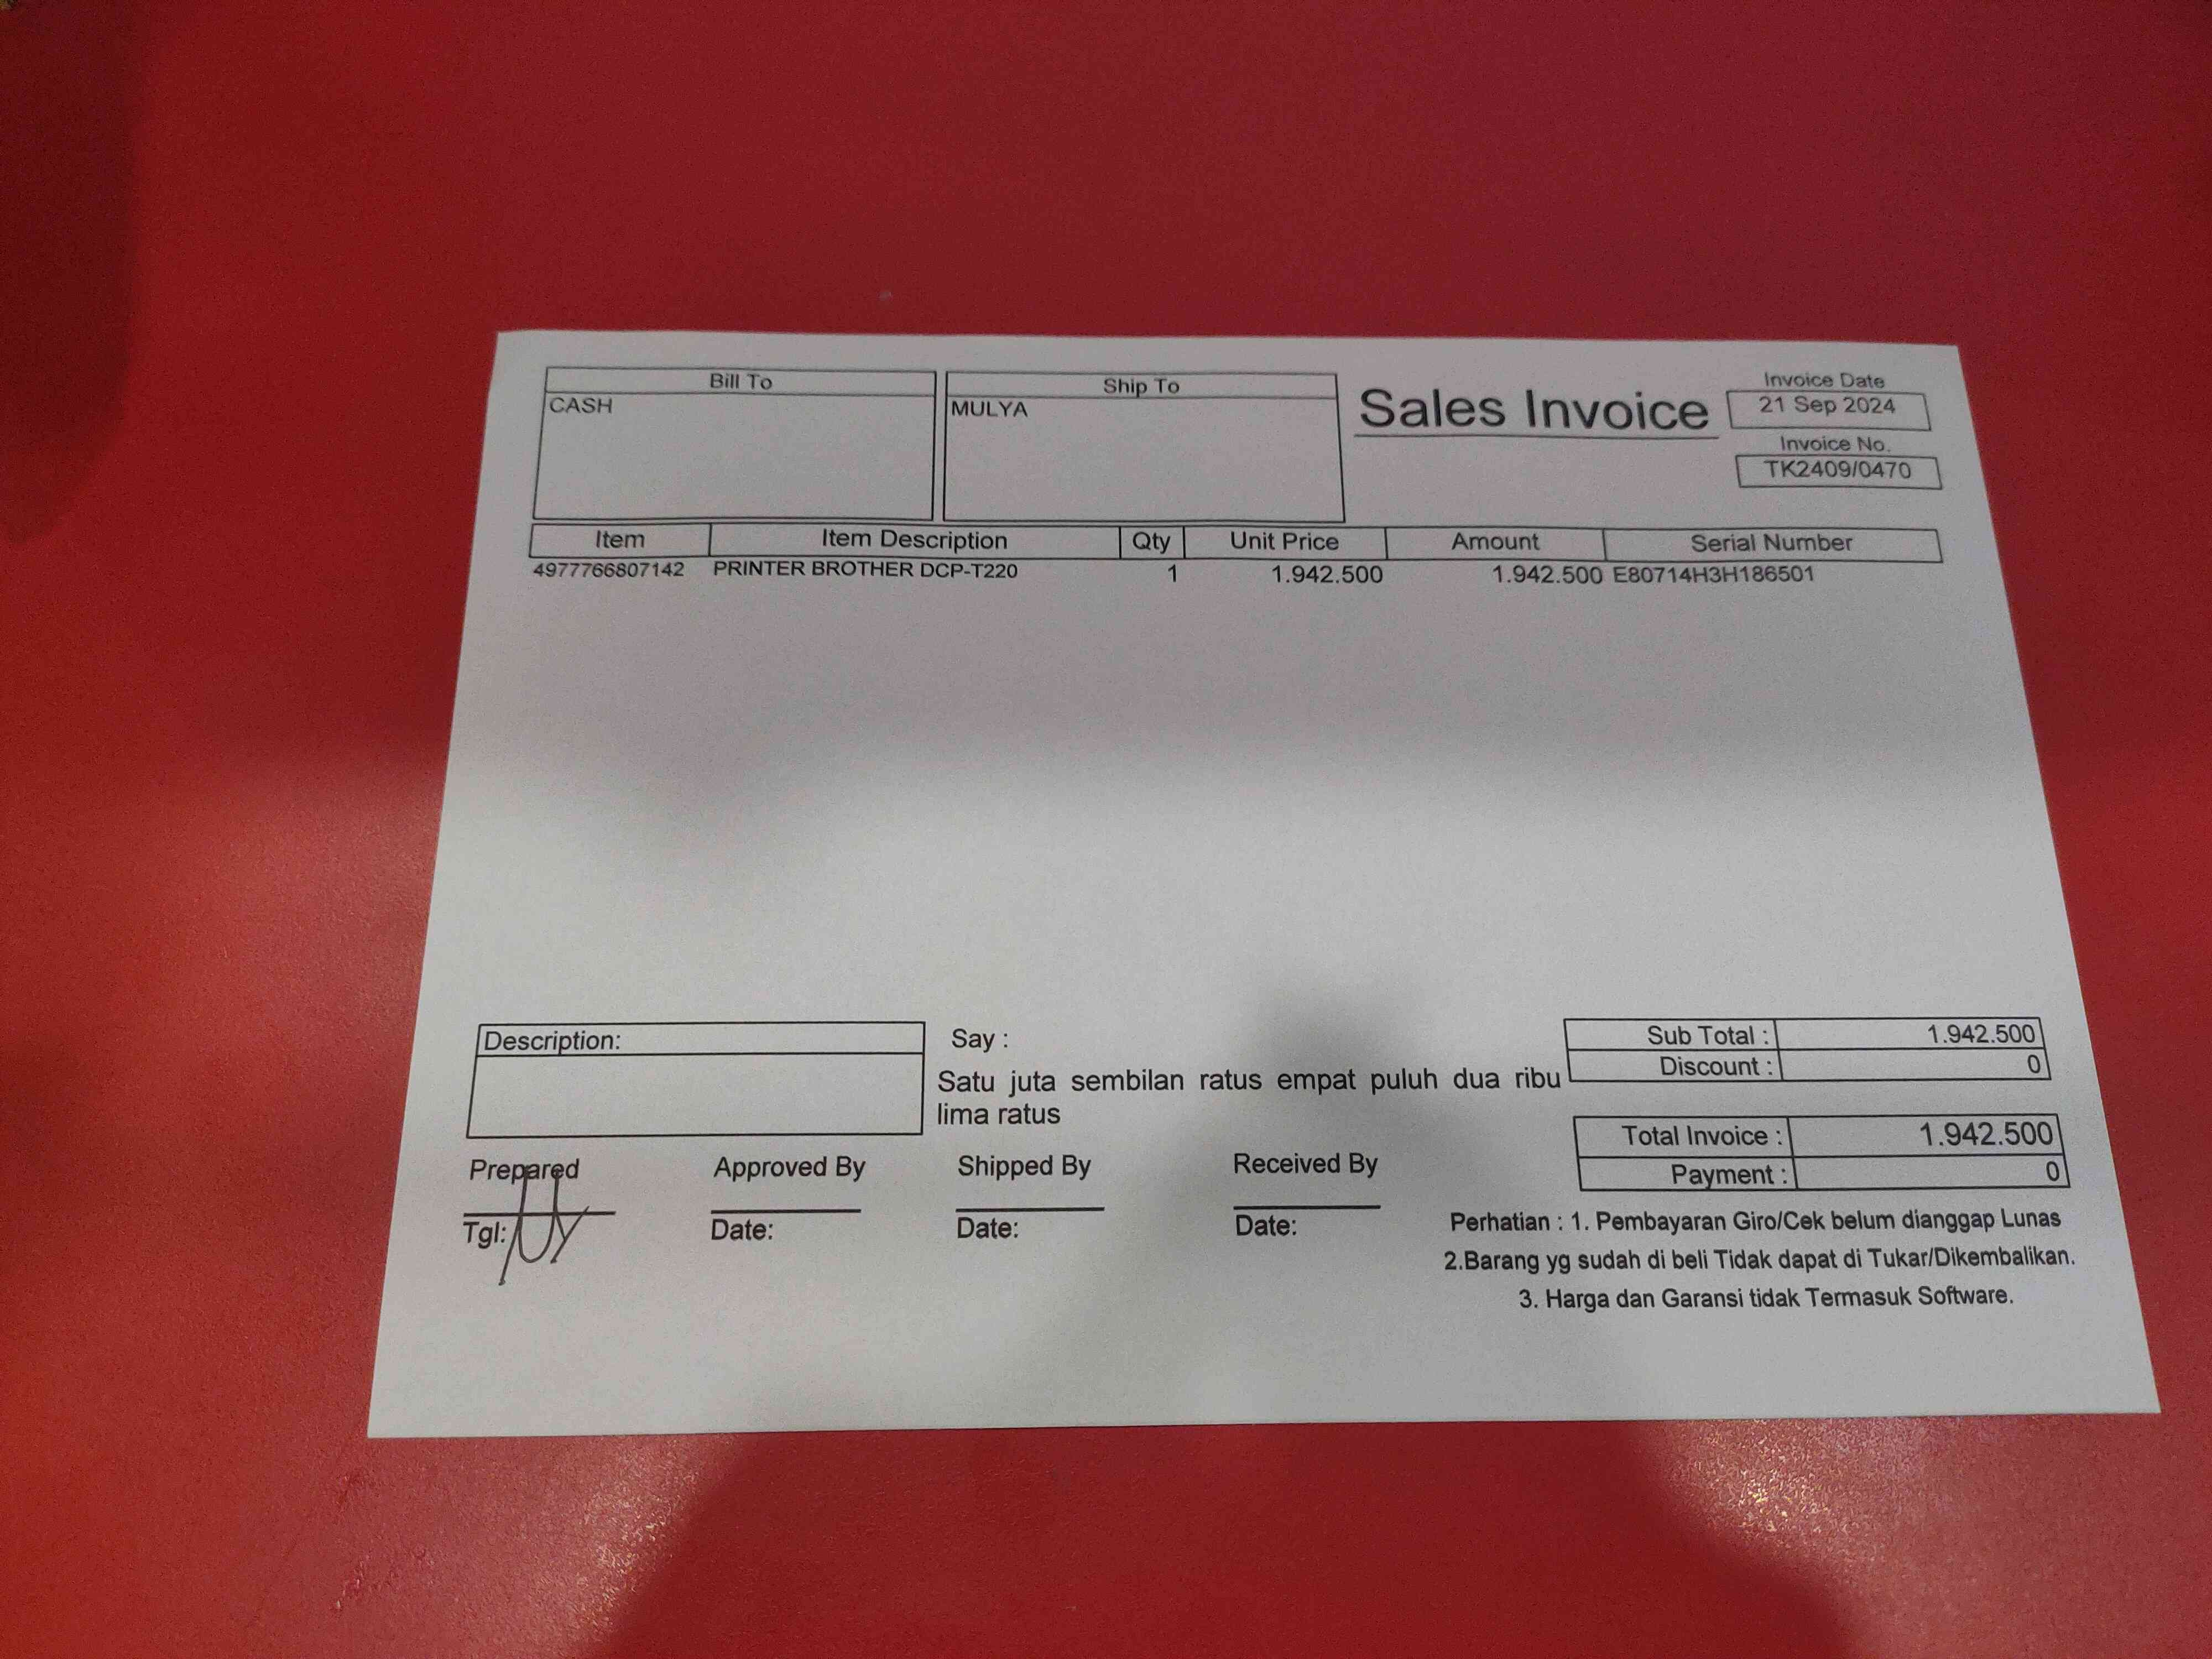 Bill To
CASH
Ship To
MULYA
Sales Invoice
Invoice Date
21 Sep 2024
Invoice No.
TK2409/0470
Item Item Description Qty Unit Price Amount Serial Number
4977766807142 PRINTER BROTHER DCP-T220 1 1.942.500 1.942.500 E80714H3H186501
Description:
Say :
Satu juta sembilan ratus empat puluh dua ribu
lima ratus
Sub Total : 1.942.500
Discount : 0
Total Invoice : 1.942.500
Payment : 0
Prepared Approved By Shipped By Received By
Tgl: Date: Date: Date:
Perhatian : 1. Pembayaran Giro/Cek belum dianggap Lunas
2.Barang yg sudah di beli Tidak dapat di Tukar/Dikembalikan.
3. Harga dan Garansi tidak Termasuk Software.